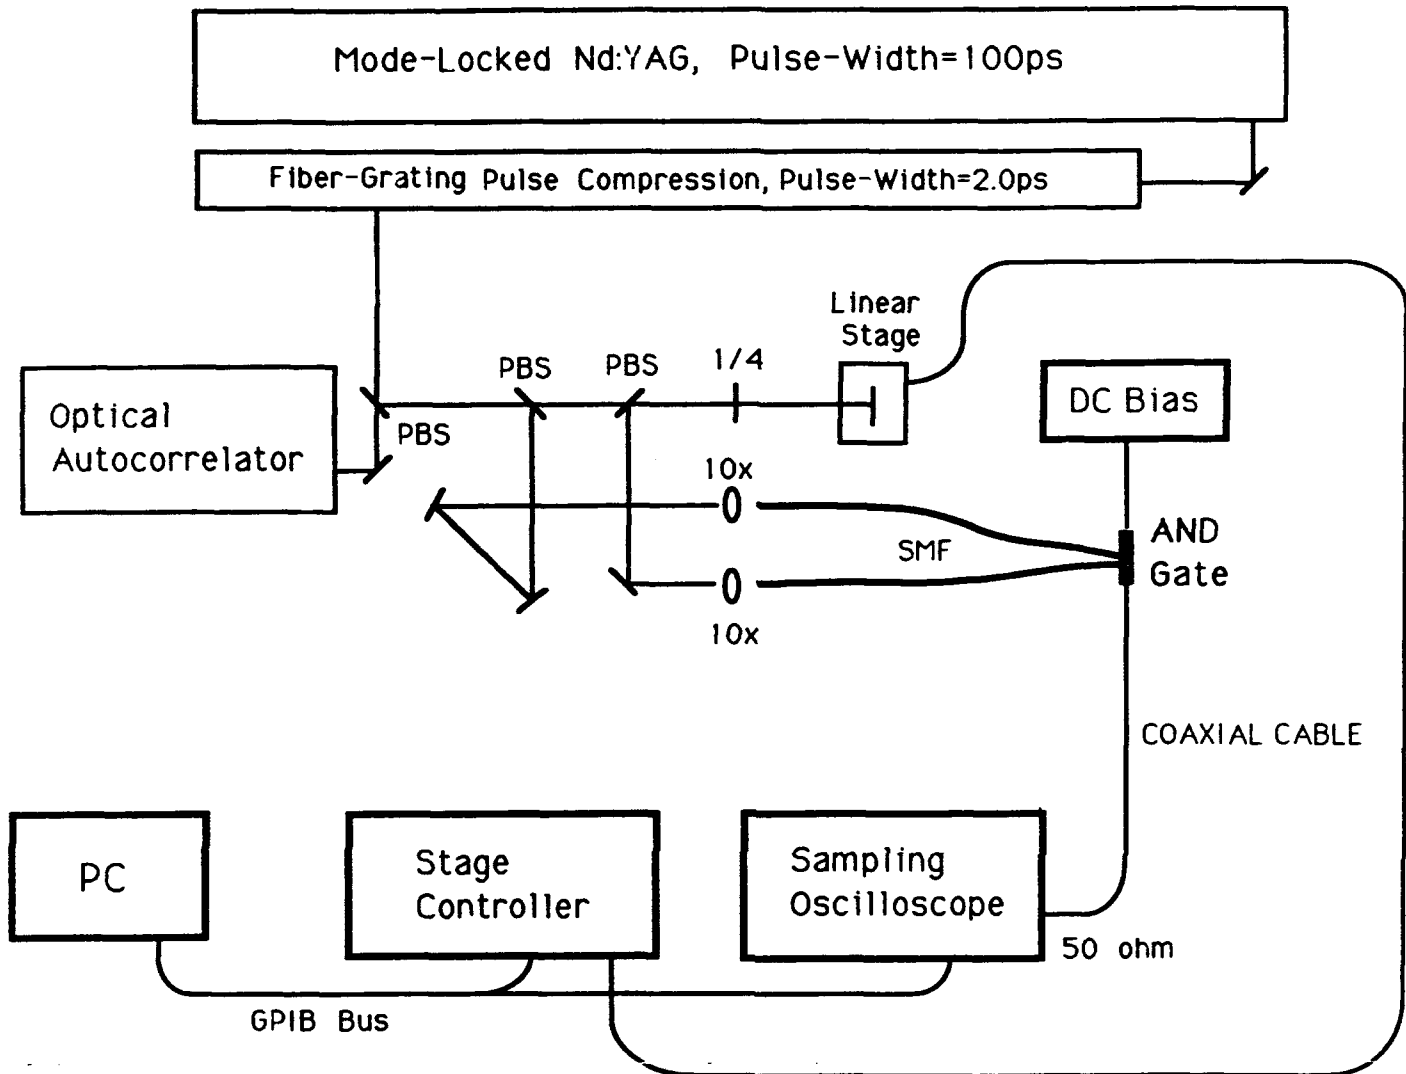 Mode-Locked Nd:YAG, Pulse-Width=100ps
Fiber-Grating Pulse Compression, Pulse-Width=2.0ps
Linear
Stage
PBS
PBS
1/4
DC Bias
Optical
Autocorrelator
PBS
10x
SMF
AND
Gate
10x
COAXIAL CABLE
PC
Stage
Controller
Sampling
Oscilloscope
50 ohm
GPIB Bus